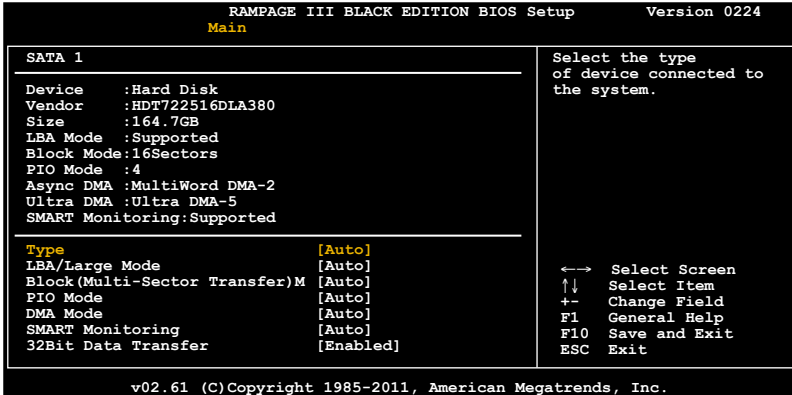 RAMPAGE III BLACK EDITION BIOS Setup Version 0224
Main
SATA 1
Device :Hard Disk
Vendor :HDT722516DLA380
Size :164.7GB
LBA Mode :Supported
Block Mode:16Sectors
PIO Mode :4
Async DMA :MultiWord DMA-2
Ultra DMA :Ultra DMA-5
SMART Monitoring:Supported
Type [Auto]
LBA/Large Mode [Auto]
Block(Multi-Sector Transfer)M [Auto]
PIO Mode [Auto]
DMA Mode [Auto]
SMART Monitoring [Auto]
32Bit Data Transfer [Enabled]
Select the type
of device connected to
the system.
←→ Select Screen
↑↓ Select Item
+- Change Field
F1 General Help
F10 Save and Exit
ESC Exit
v02.61 (C)Copyright 1985-2011, American Megatrends, Inc.